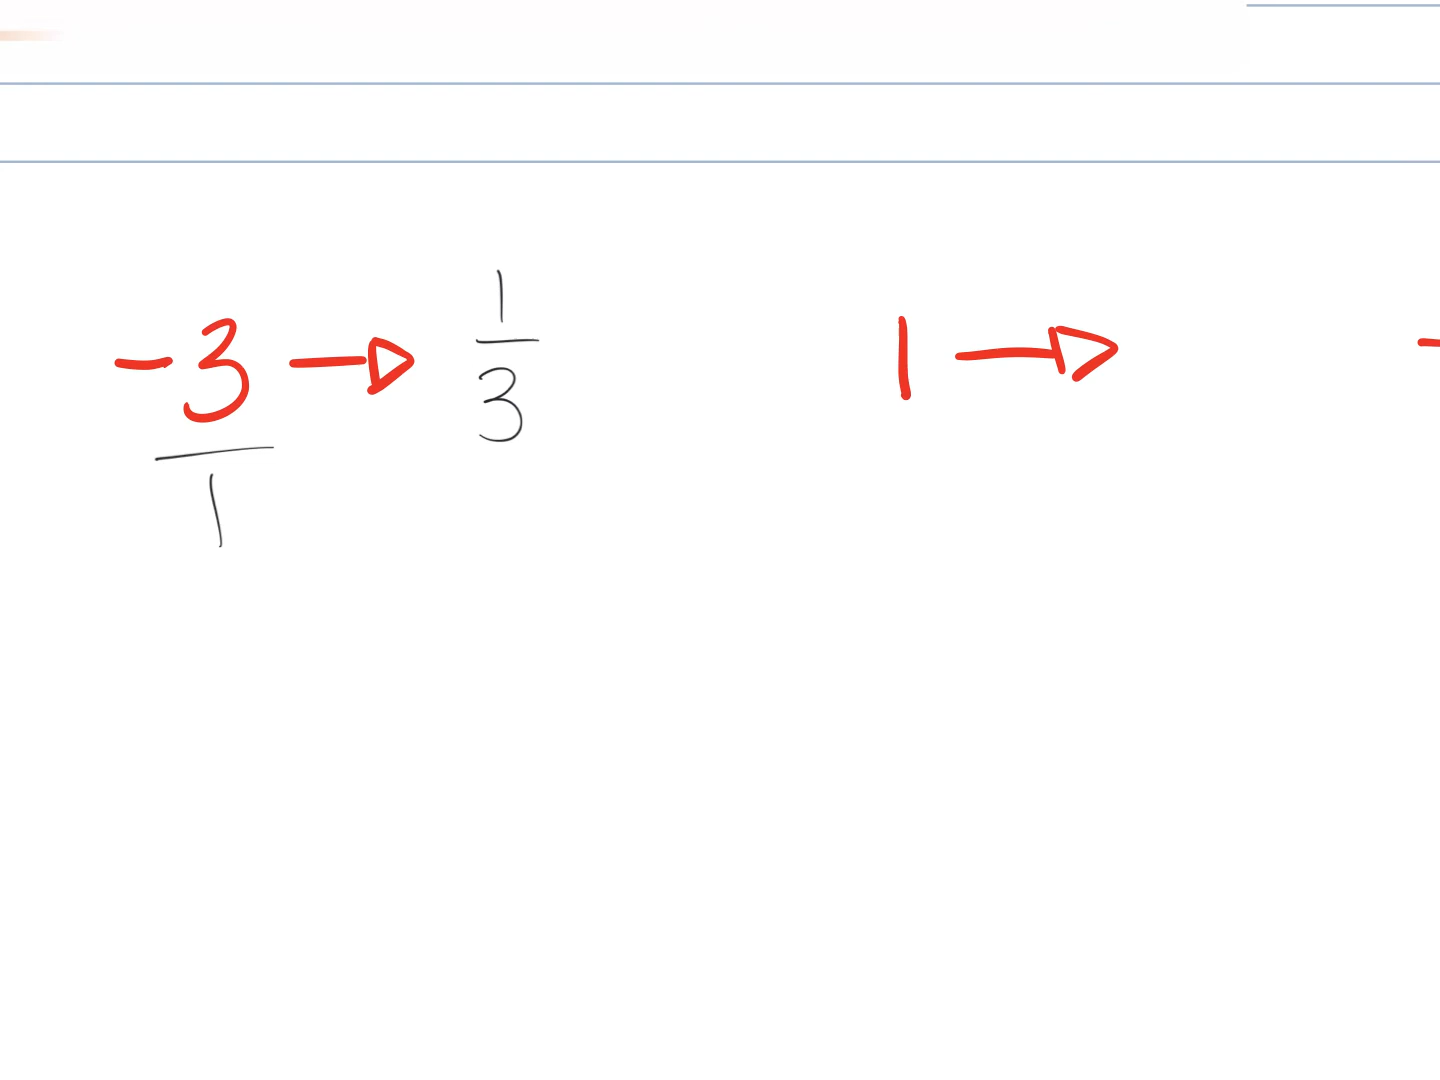 -3/1 → 1/3
1 →